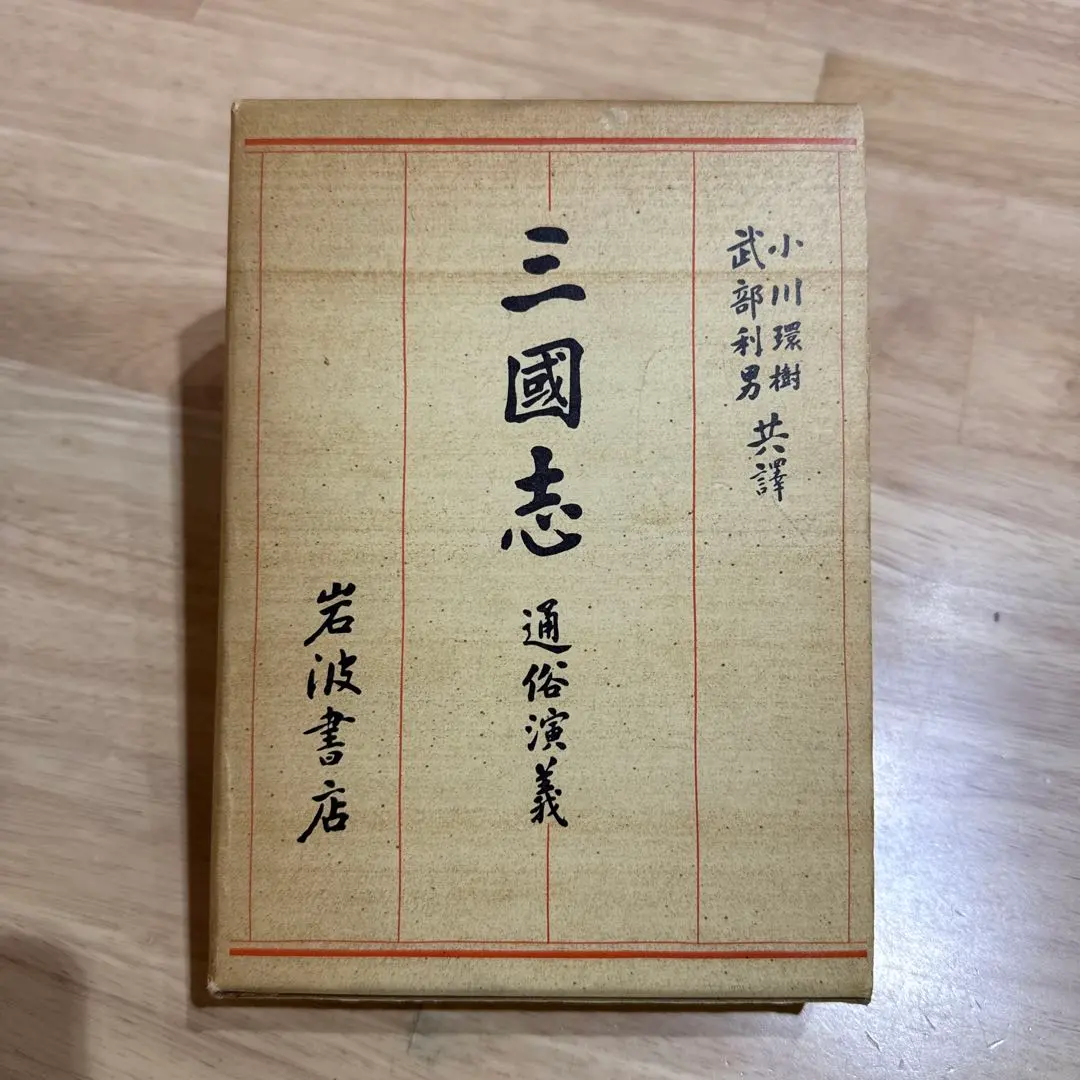 小川環樹
武部利男
共譯
三國志
通俗演義
岩波書店